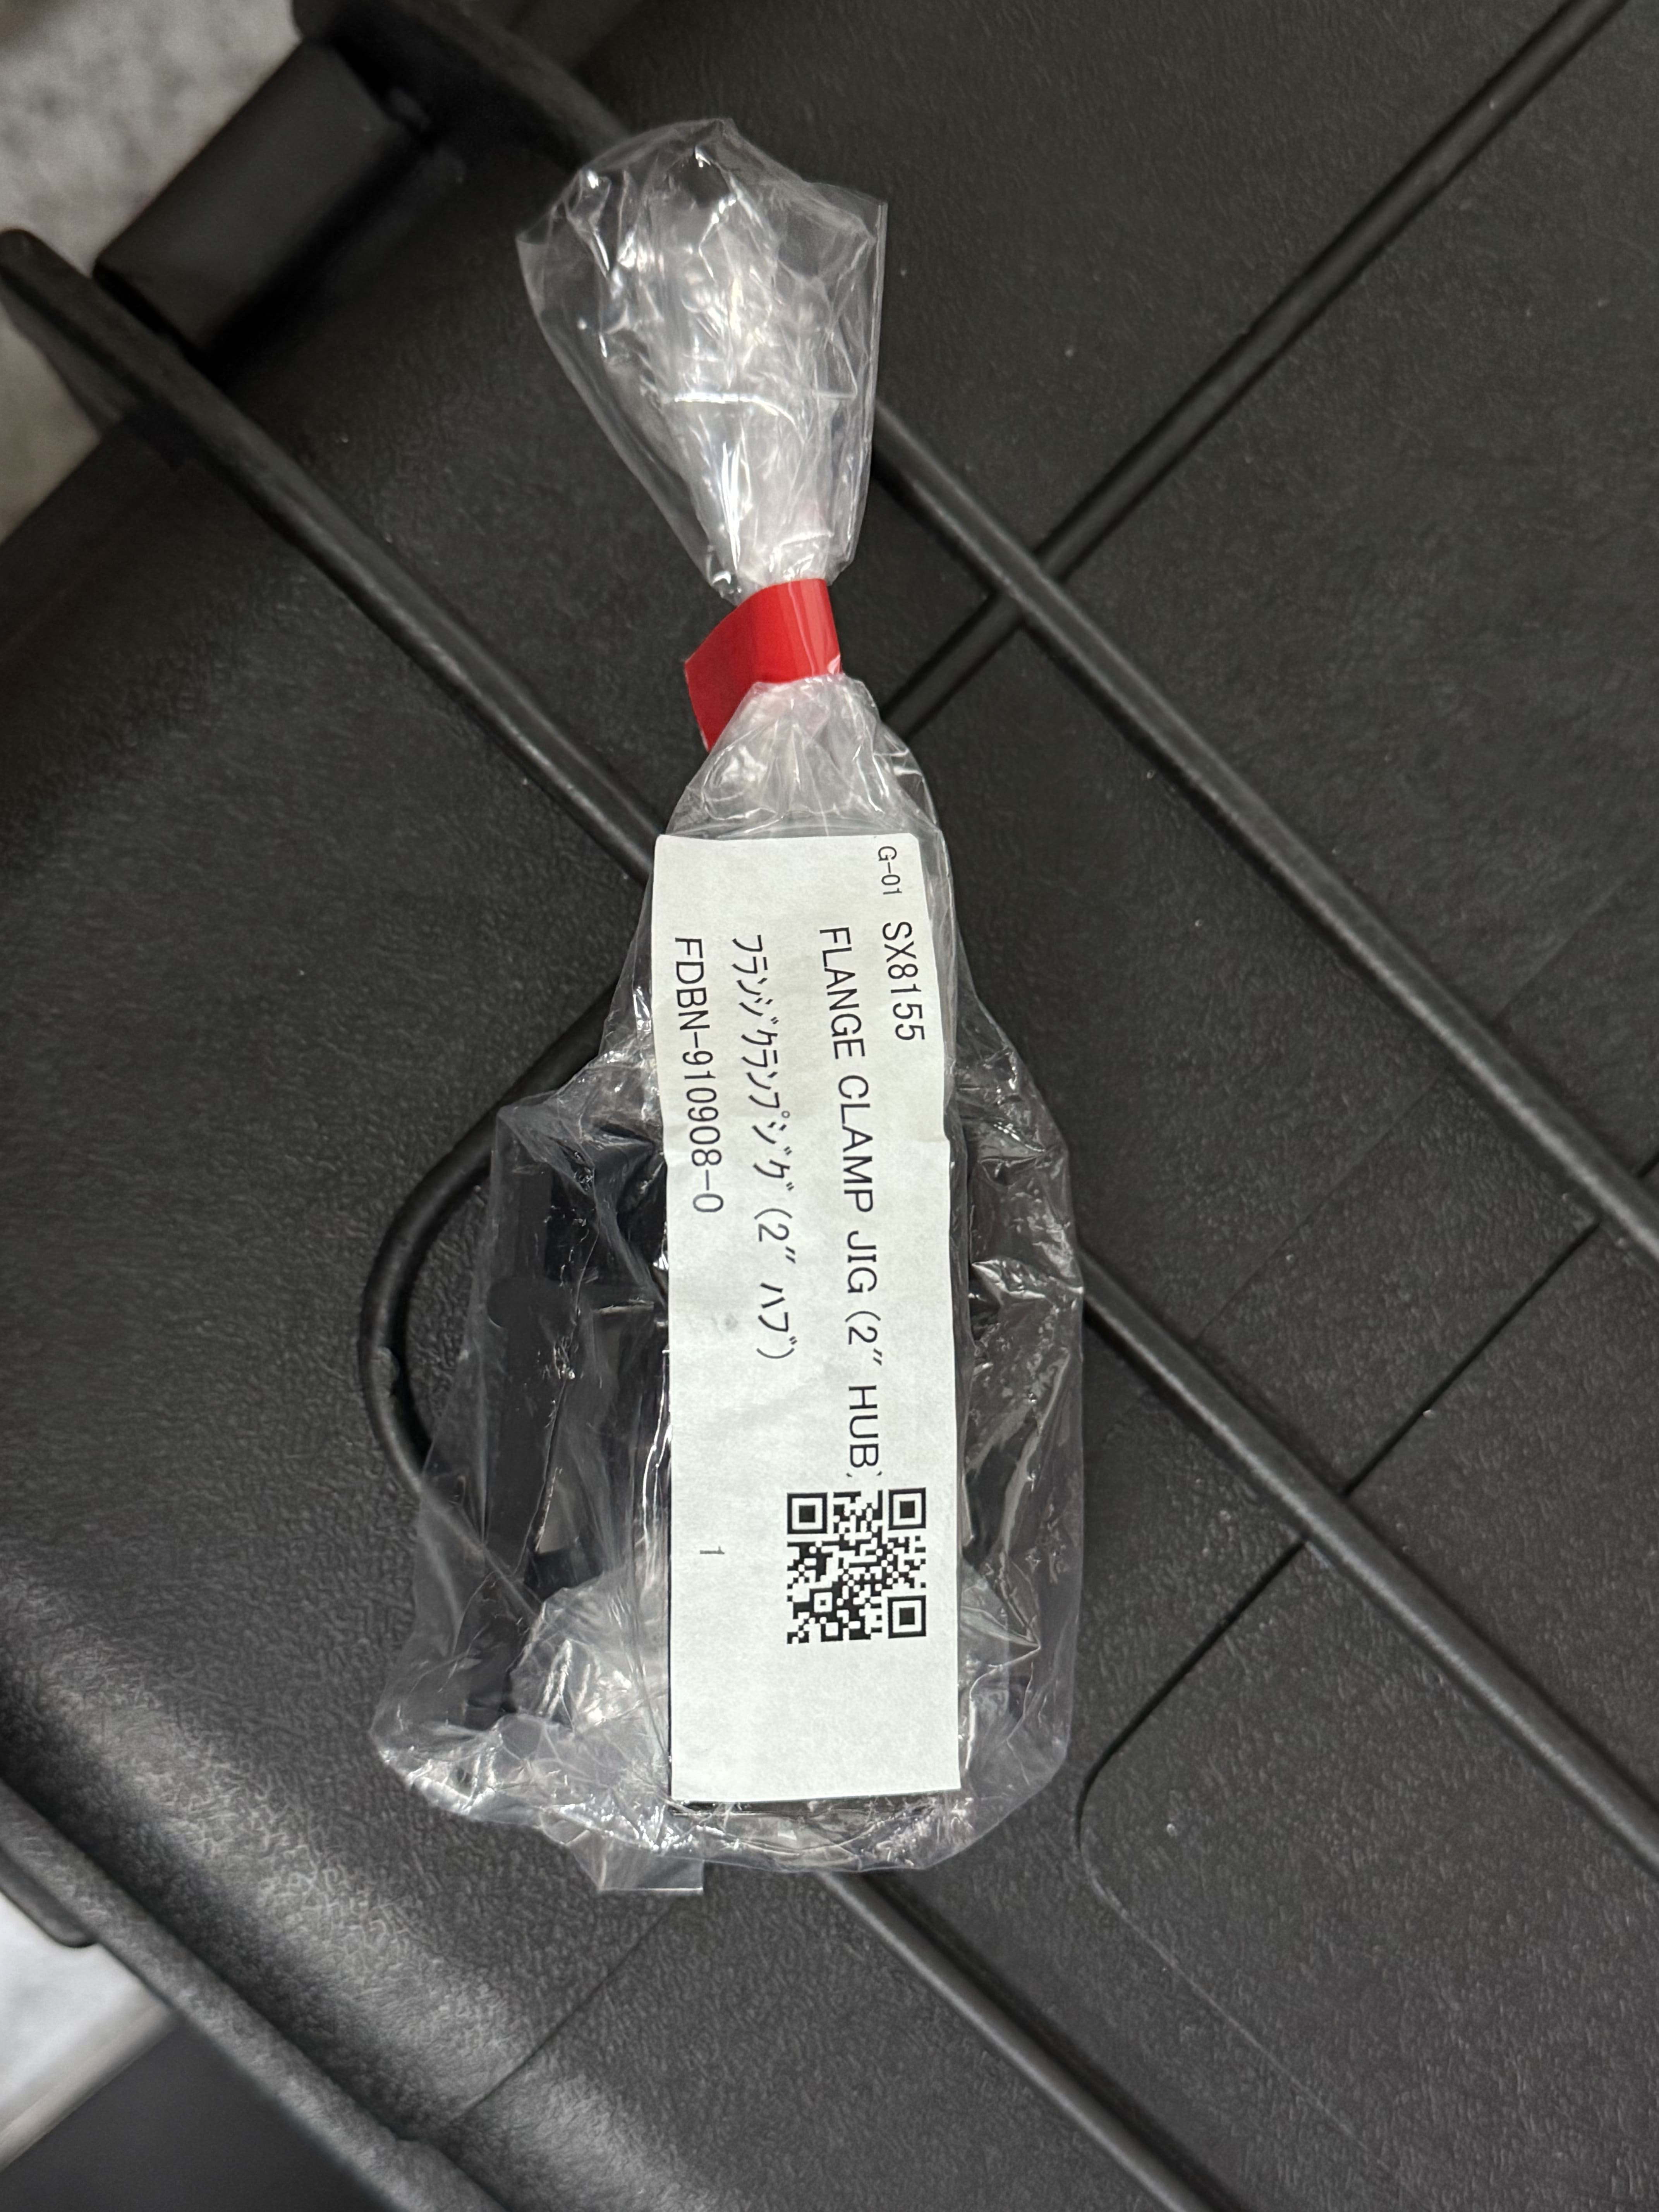 G-01 SX8155
FLANGE CLAMP JIG (2" HUB)
ﾌﾗﾝｼﾞｸﾗﾝﾌﾟｼﾞｸﾞ(2" ﾊﾌﾞ)
FDBN-910908-0 1